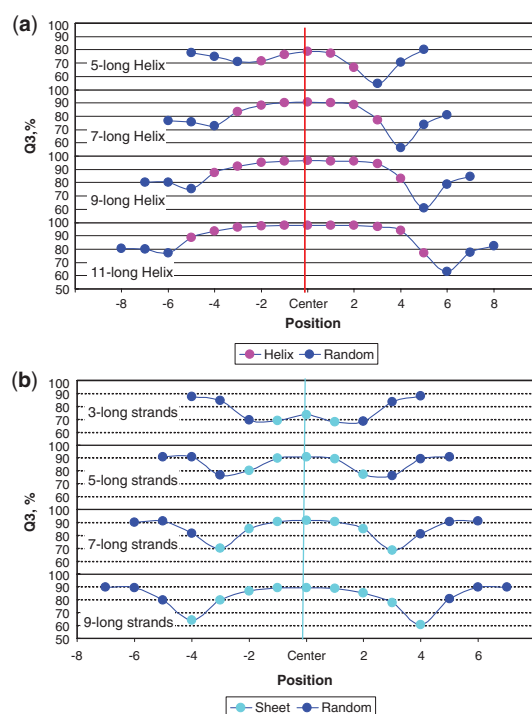 (a)
100
90
80
70
5-long Helix
60
100
90
80
70
7-long Helix
60
100
90
80
70
9-long Helix
60
100
90
80
70
11-long Helix
60
50
Q3,%
-8 -6 -4 -2 Center 2 4 6 8
Position
Helix Random
(b)
100
90
80
3-long strands
70
60
100
90
80
5-long strands
70
60
100
90
80
7-long strands
70
60
100
90
80
70
9-long strands
60
50
Q3, %
-6 -4 -2 Center 2 4 6
Position
Sheet Random